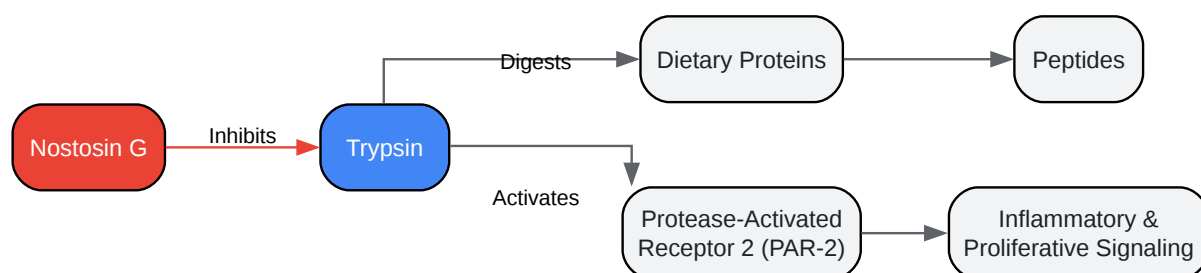 Digests
Dietary Proteins
Peptides
Nostosin G
Inhibits
Trypsin
Activates
Protease-Activated
Receptor 2 (PAR-2)
Inflammatory &
Proliferative Signaling